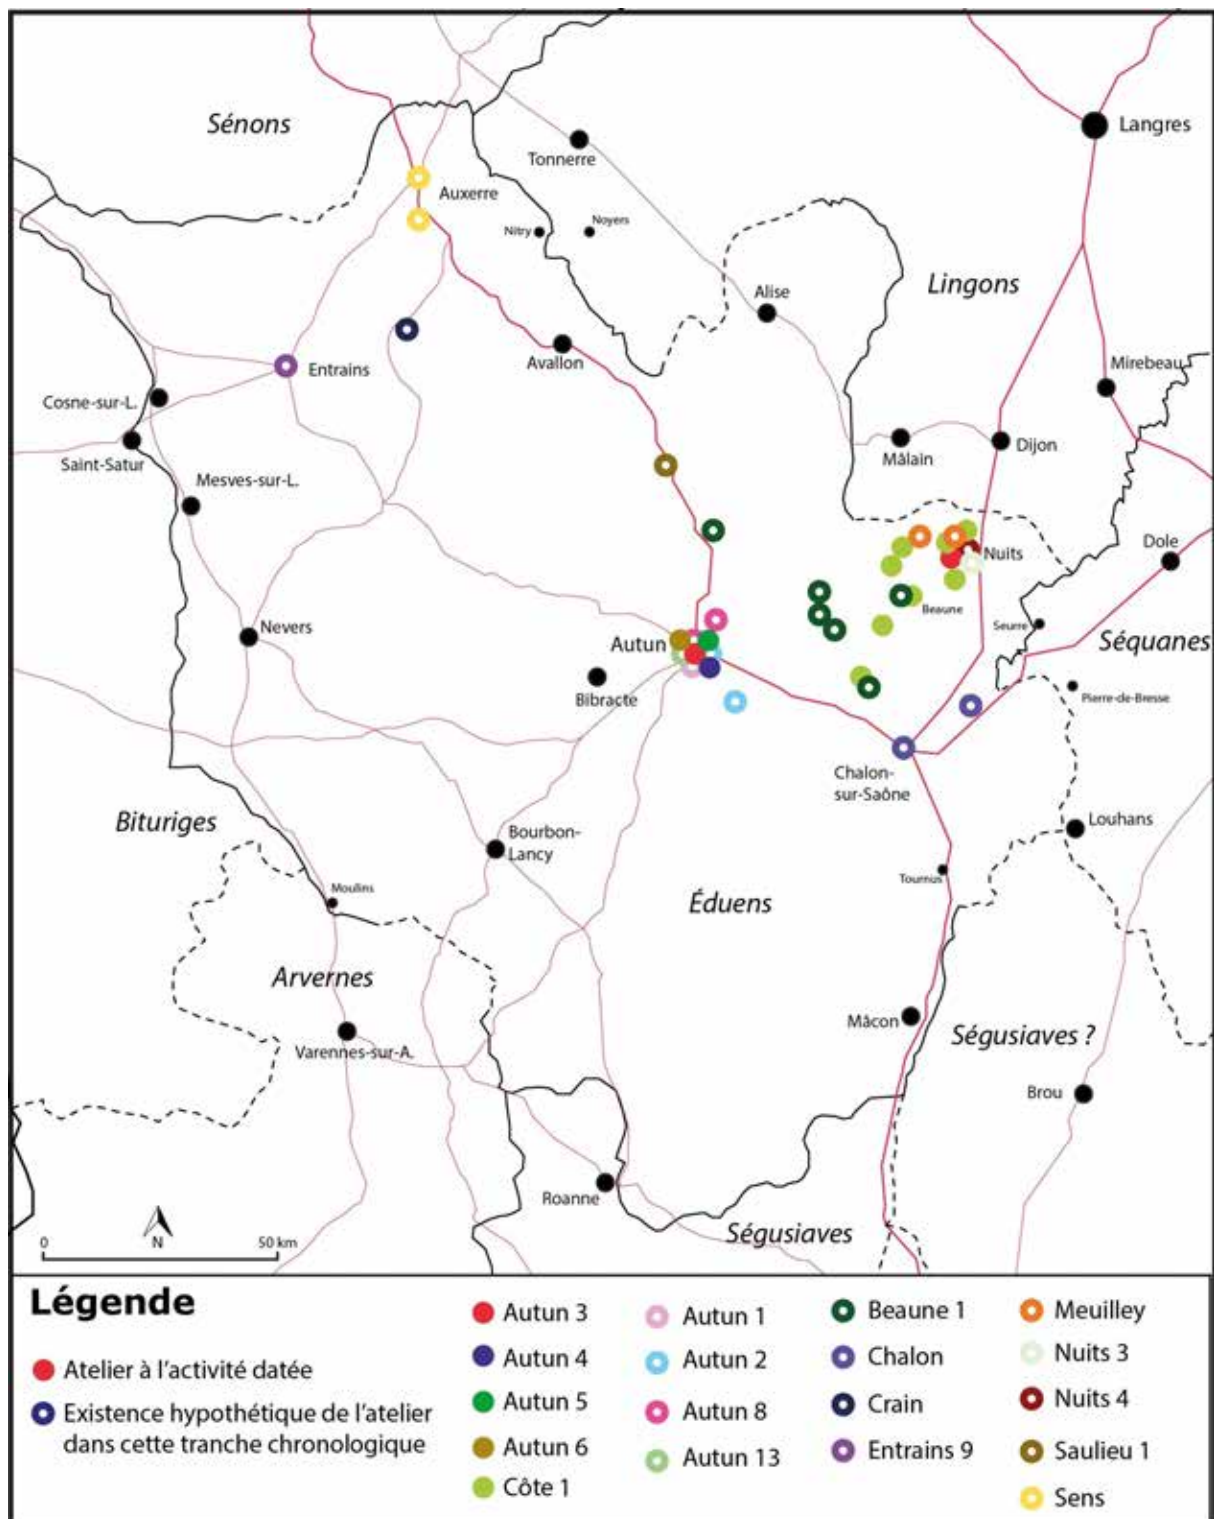 Sénons
Langres
Tonnerre
Auxerre
Nitry
Noyers
Lingons
Alise
Avallon
Mirebeau
Entrains
Cosne-sur-L.
Saint-Satur
Mâlain
Dijon
Mesves-sur-L.
Nuits
Dole
Beaune
Seurre
Nevers
Autun
Séquanes
Bibracte
Pierre-de-Bresse
Chalon-
sur-Saône
Bituriges
Bourbon-
Lancy
Louhans
Tournus
Moulins
Éduens
Arvernes
Mâcon
Ségusiaves ?
Varennes-sur-A.
Brou
Roanne
Ségusiaves
0
N
50 km
Légende
Atelier à l'activité datée
Existence hypothétique de l'atelier
dans cette tranche chronologique
Autun 3
Autun 4
Autun 5
Autun 6
Côte 1
Autun 1
Autun 2
Autun 8
Autun 13
Beaune 1
Chalon
Crain
Entrains 9
Meuilley
Nuits 3
Nuits 4
Saulieu 1
Sens